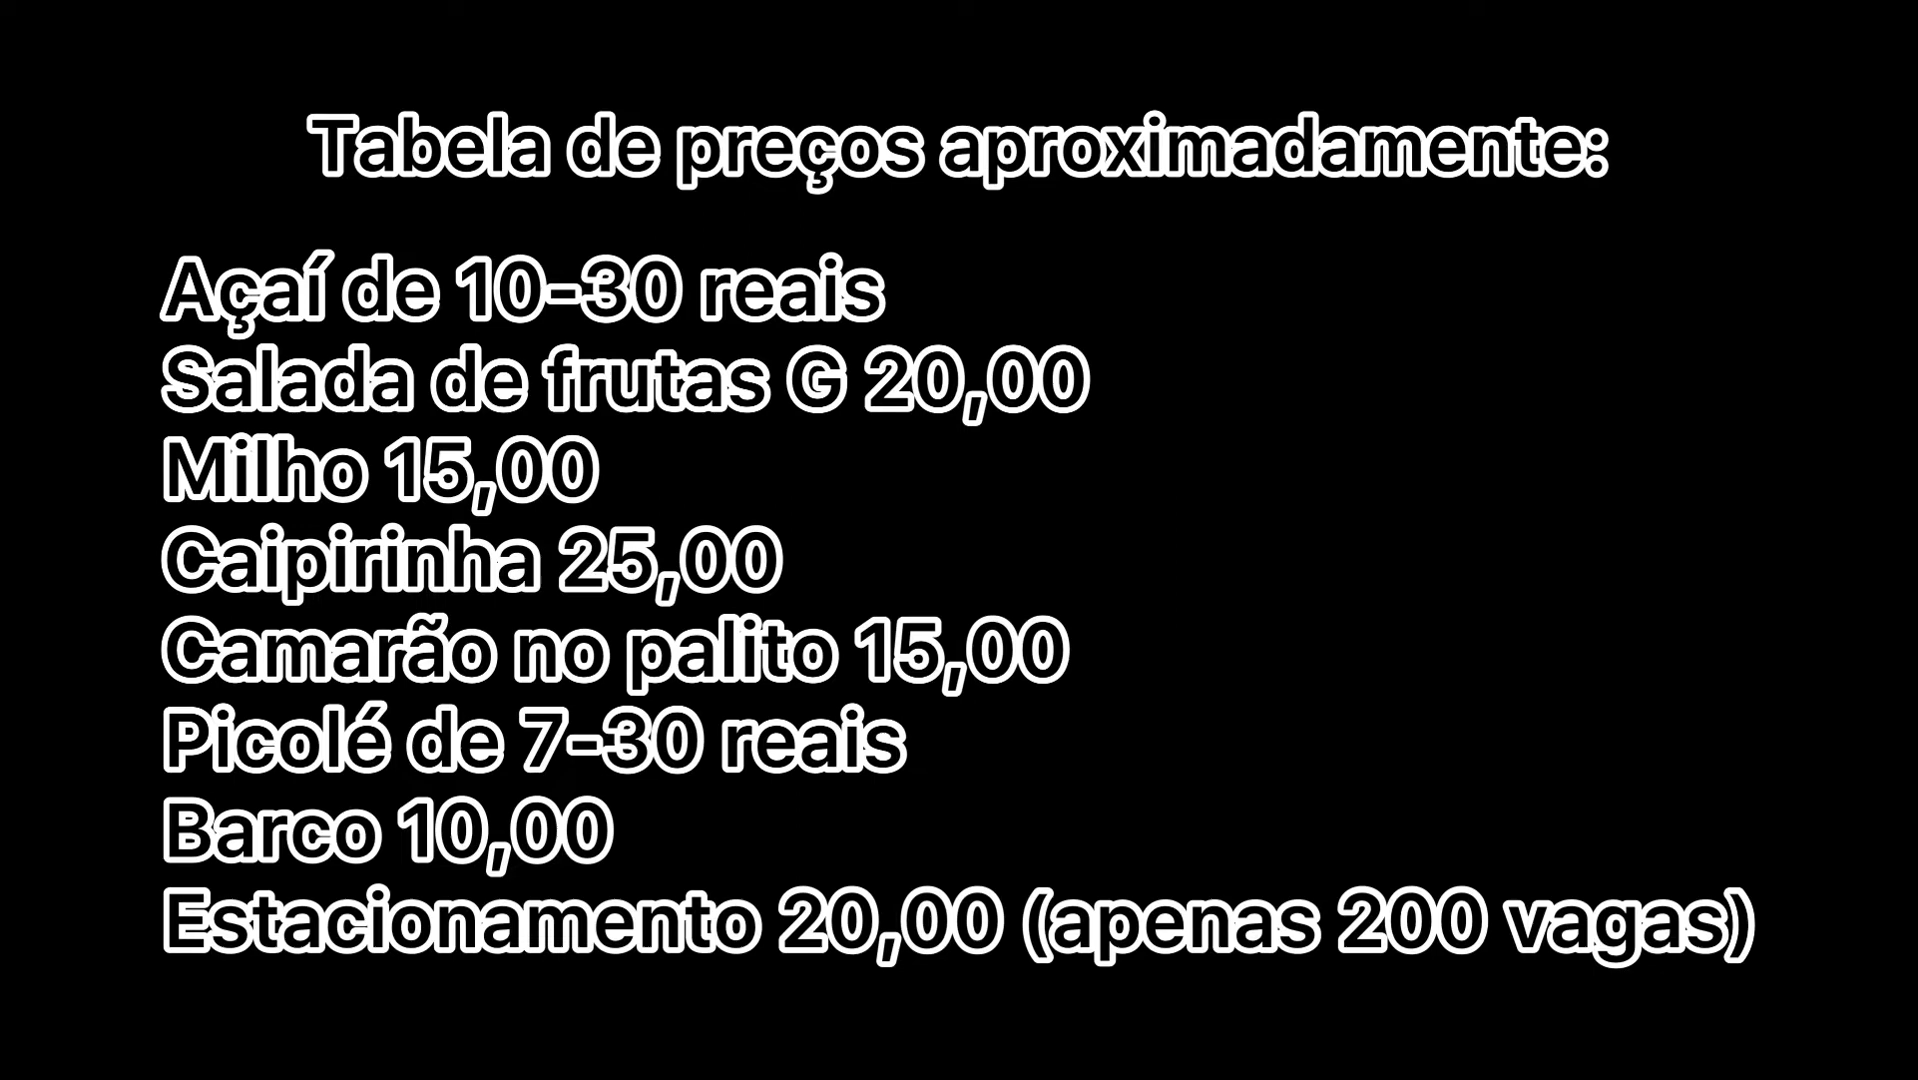 Tabela de preços aproximadamente:
Açaí de 10-30 reais
Salada de frutas G 20,00
Milho 15,00
Caipirinha 25,00
Camarão no palito 15,00
Picolé de 7-30 reais
Barco 10,00
Estacionamento 20,00 (apenas 200 vagas)